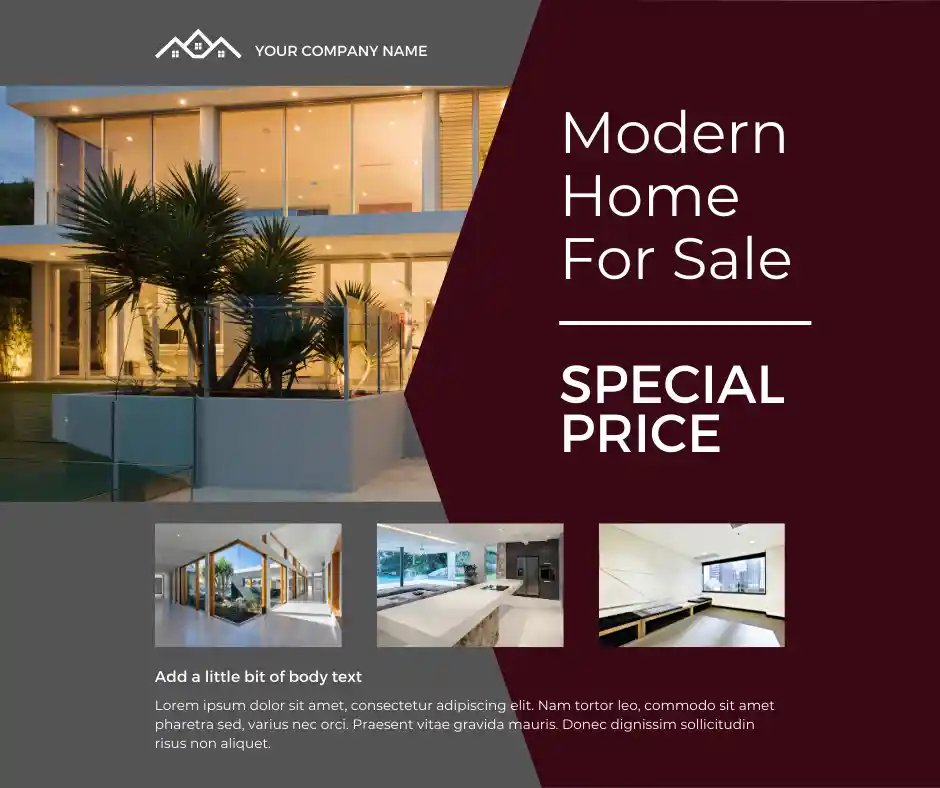 YOUR COMPANY NAME
Modern
Home
For Sale
SPECIAL
PRICE
Add a little bit of body text
Lorem ipsum dolor sit amet, consectetur adipiscing elit. Nam tortor leo, commodo sit amet
pharetra sed, varius nec orci. Praesent vitae gravida mauris. Donec dignissim sollicitudin
risus non aliquet.